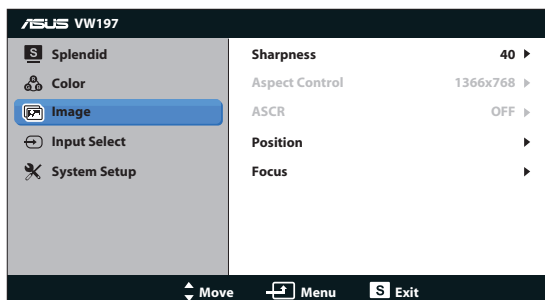 ASUS VW197
S Splendid
Color
Image
Input Select
System Setup
Sharpness 40
Aspect Control 1366x768
ASCR OFF
Position
Focus
Move Menu S Exit